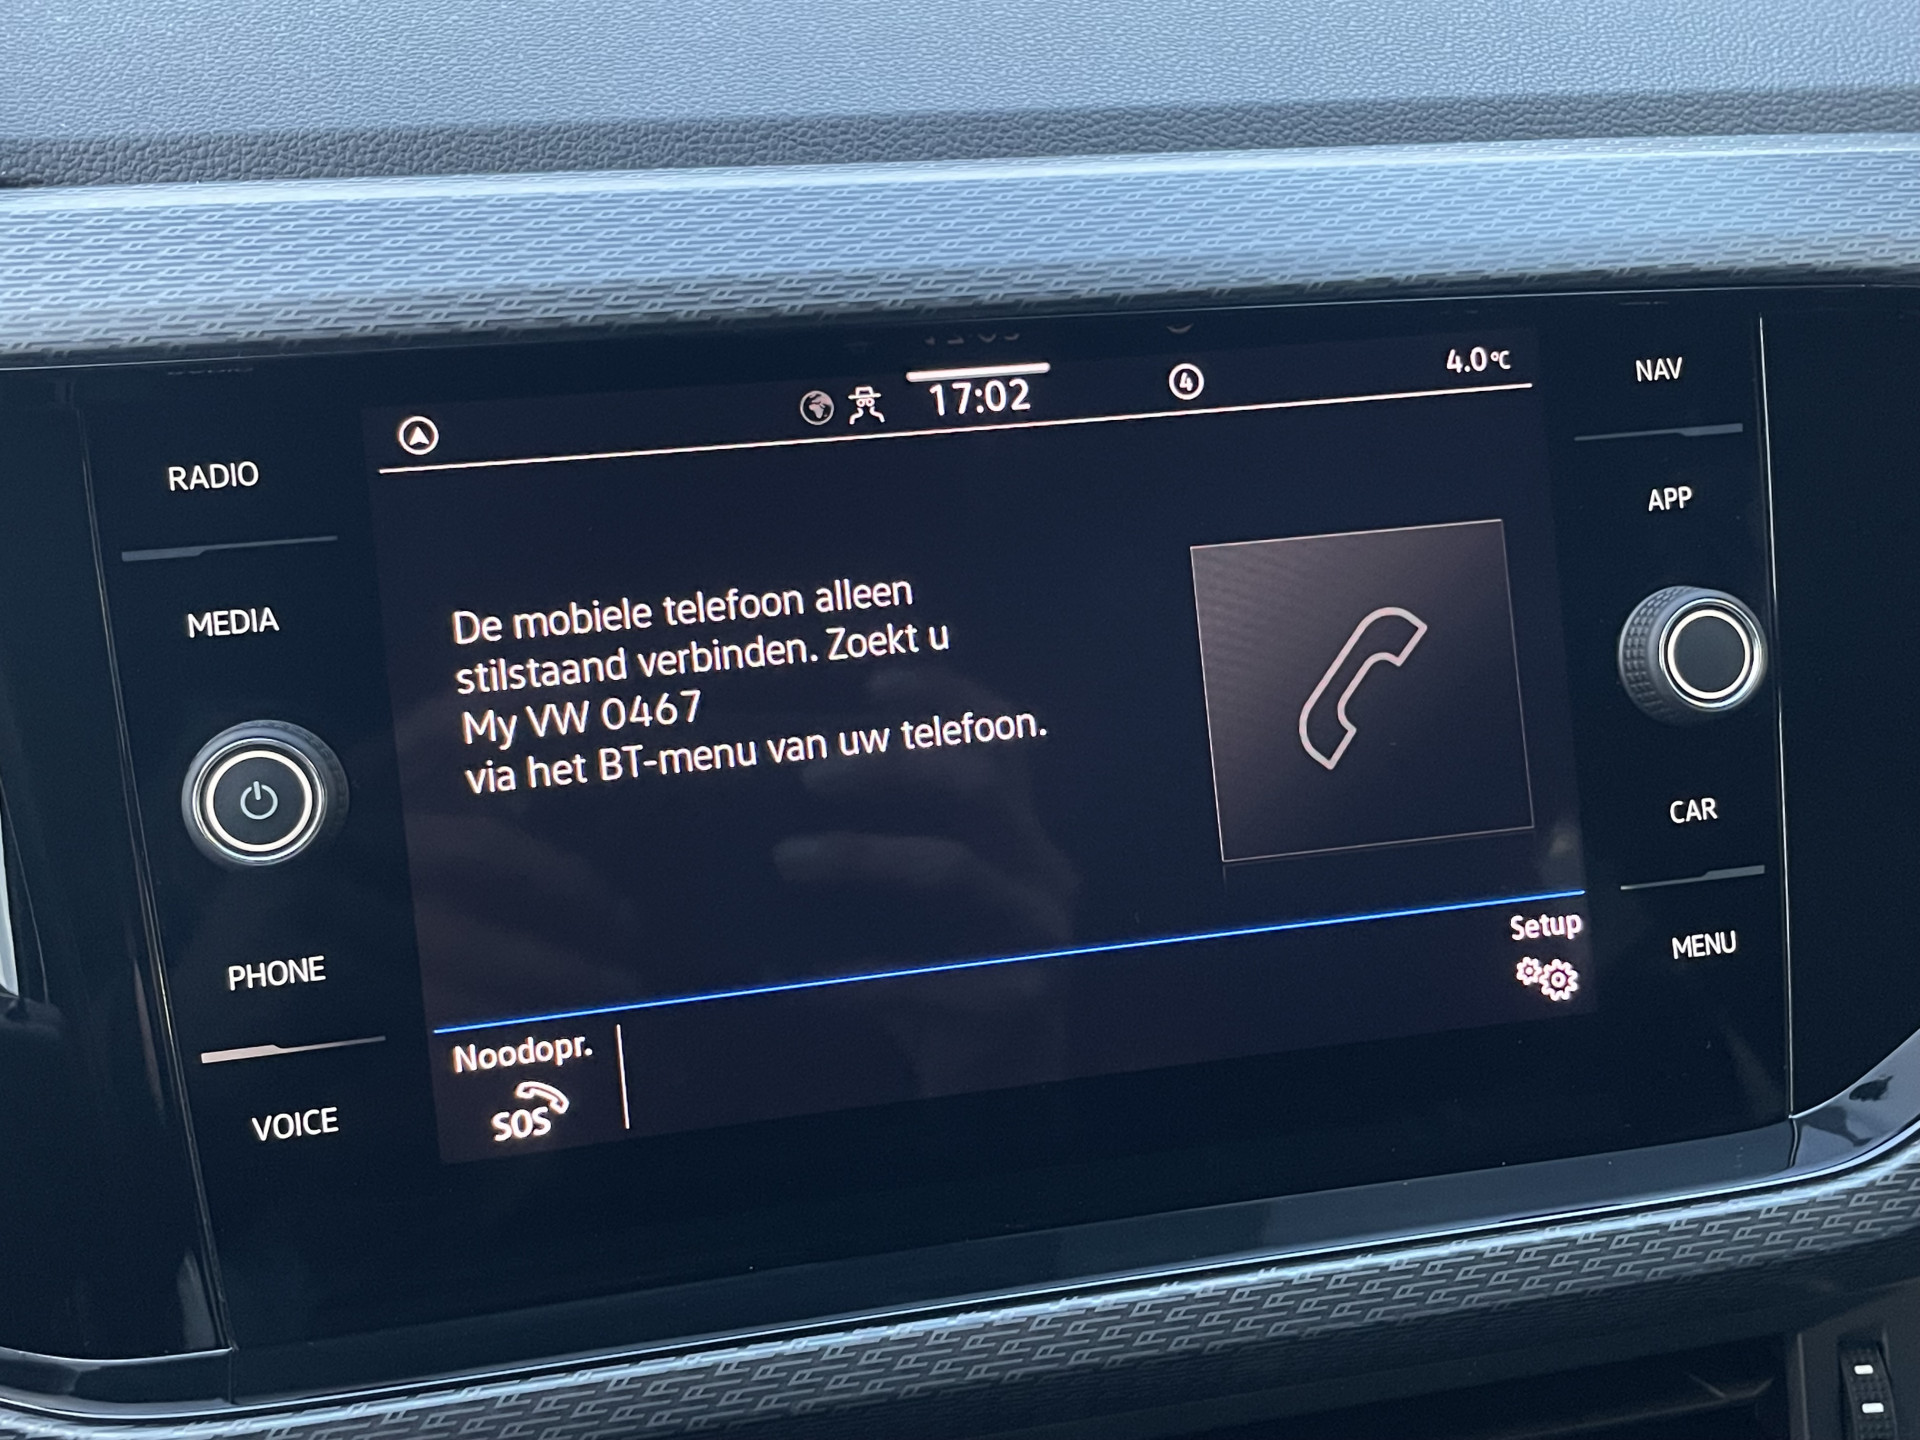 17:02
4
4.0°C
NAV
RADIO
APP
MEDIA
De mobiele telefoon alleen
stilstaand verbinden. Zoekt u
My VW 0467
via het BT-menu van uw telefoon.
CAR
Setup
MENU
PHONE
Noodopr.
SOS
VOICE